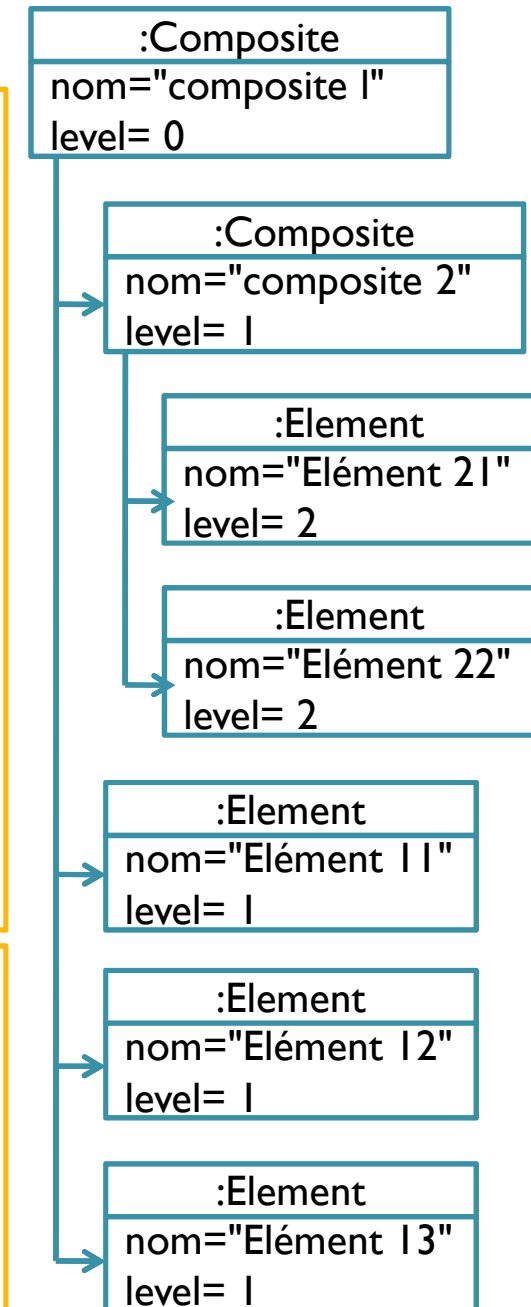 :Composite
nom="composite 1"
level= 0
:Composite
nom="composite 2"
level= 1
:Element
nom="Elément 21"
level= 2
:Element
nom="Elément 22"
level= 2
:Element
nom="Elément 11"
level= 1
:Element
nom="Elément 12"
level= 1
:Element
nom="Elément 13"
level= 1